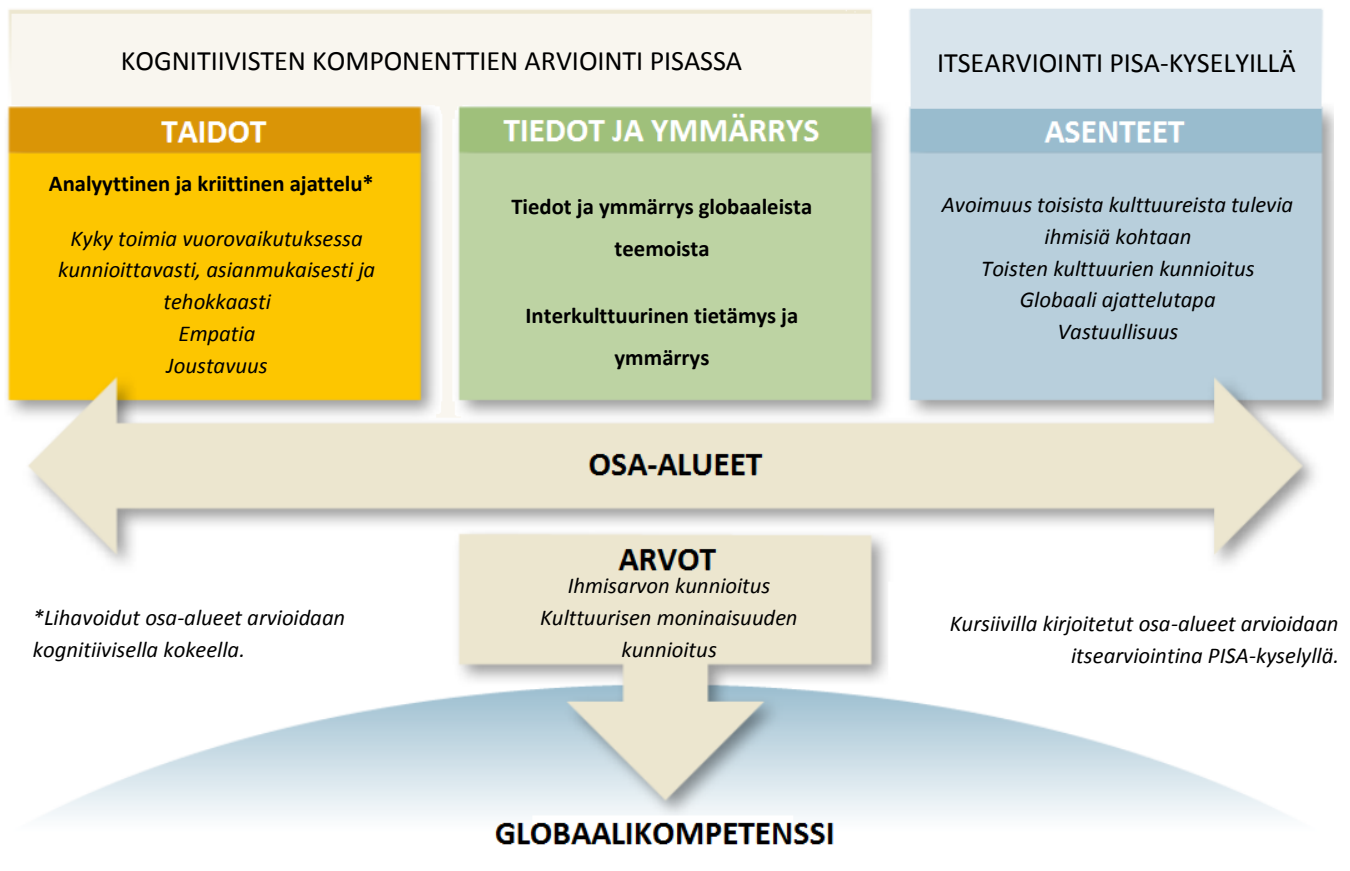 KOGNITIIVISTEN KOMPONENTTIEN ARVIOINTI PISASSA
ITSEARVIOINTI PISA-KYSELYILLÄ
TAIDOT
Analyyttinen ja kriittinen ajattelu*
Kyky toimia vuorovaikutuksessa
kunnioittavasti, asianmukaisesti ja
tehokkaasti
Empatia
Joustavuus
TIEDOT JA YMMÄRRYS
Tiedot ja ymmärrys globaaleista
teemoista
Interkulttuurinen tietämys ja
ymmärrys
ASENTEET
Avoimuus toisista kulttuureista tulevia
ihmisiä kohtaan
Toisten kulttuurien kunnioitus
Globaali ajattelutapa
Vastuullisuus
OSA-ALUEET
ARVOT
Ihmisarvon kunnioitus
Kulttuurisen moninaisuuden
kunnioitus
*Lihavoidut osa-alueet arvioidaan
kognitiivisella kokeella.
Kursiivilla kirjoitetut osa-alueet arvioidaan
itsearviointina PISA-kyselyllä.
GLOBAALIKOMPETENSSI